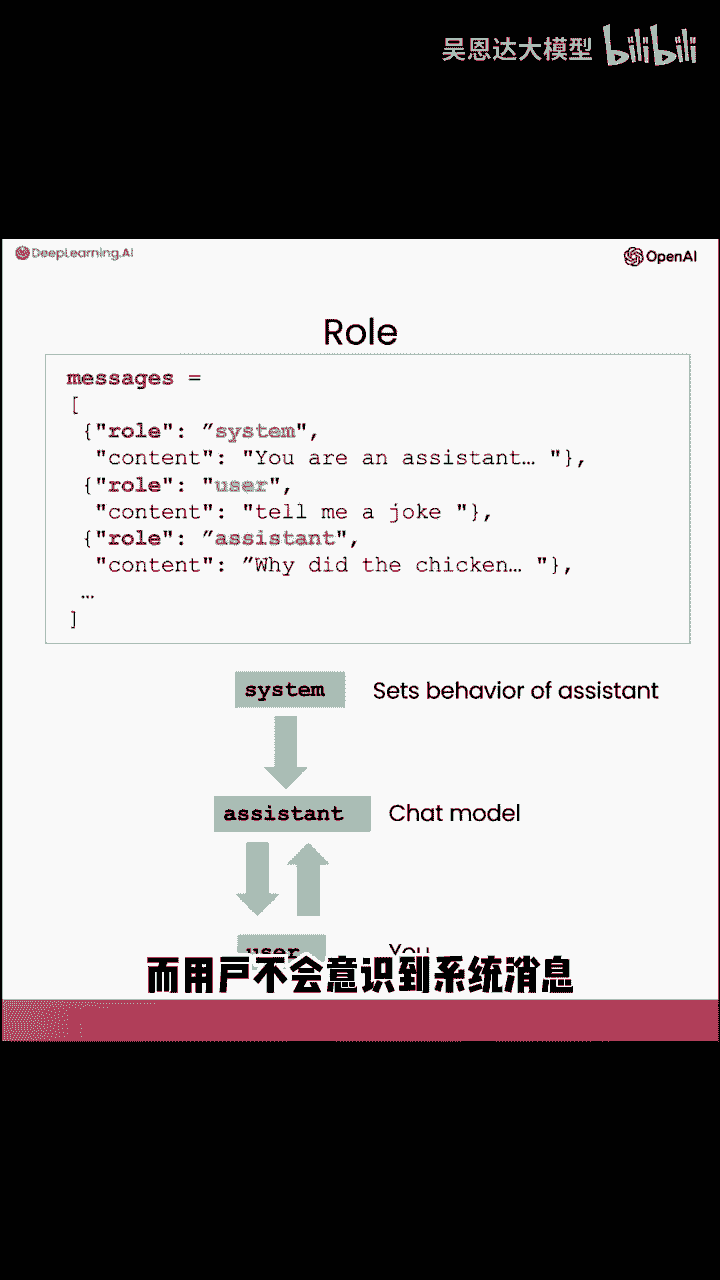 吴恩达大模型 bilibili
DeepLearning.AI
OpenAI
Role
messages =
[
{"role": ”system",
"content": "You are an assistant… "},
{"role": "user",
"content": "tell me a joke "},
{"role": ”assistant",
"content": ”Why did the chicken… "},
…
]
system Sets behavior of assistant
assistant Chat model
user You
而用户不会意识到系统消息